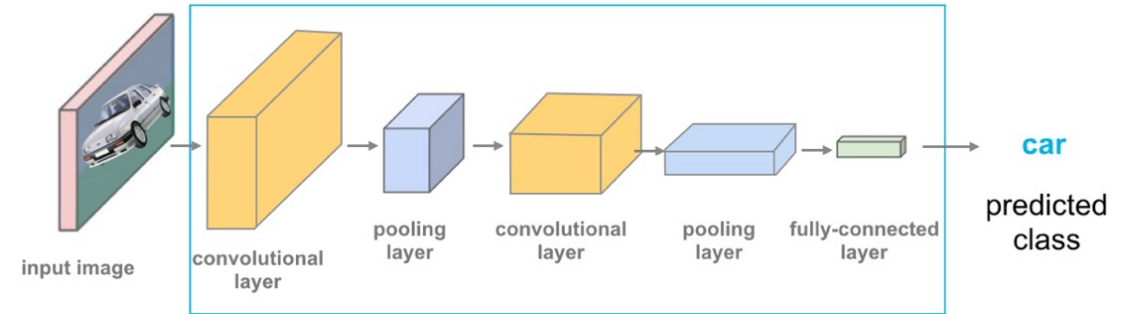 input image
convolutional
layer
pooling
layer
convolutional
layer
pooling
layer
fully-connected
layer
car
predicted
class